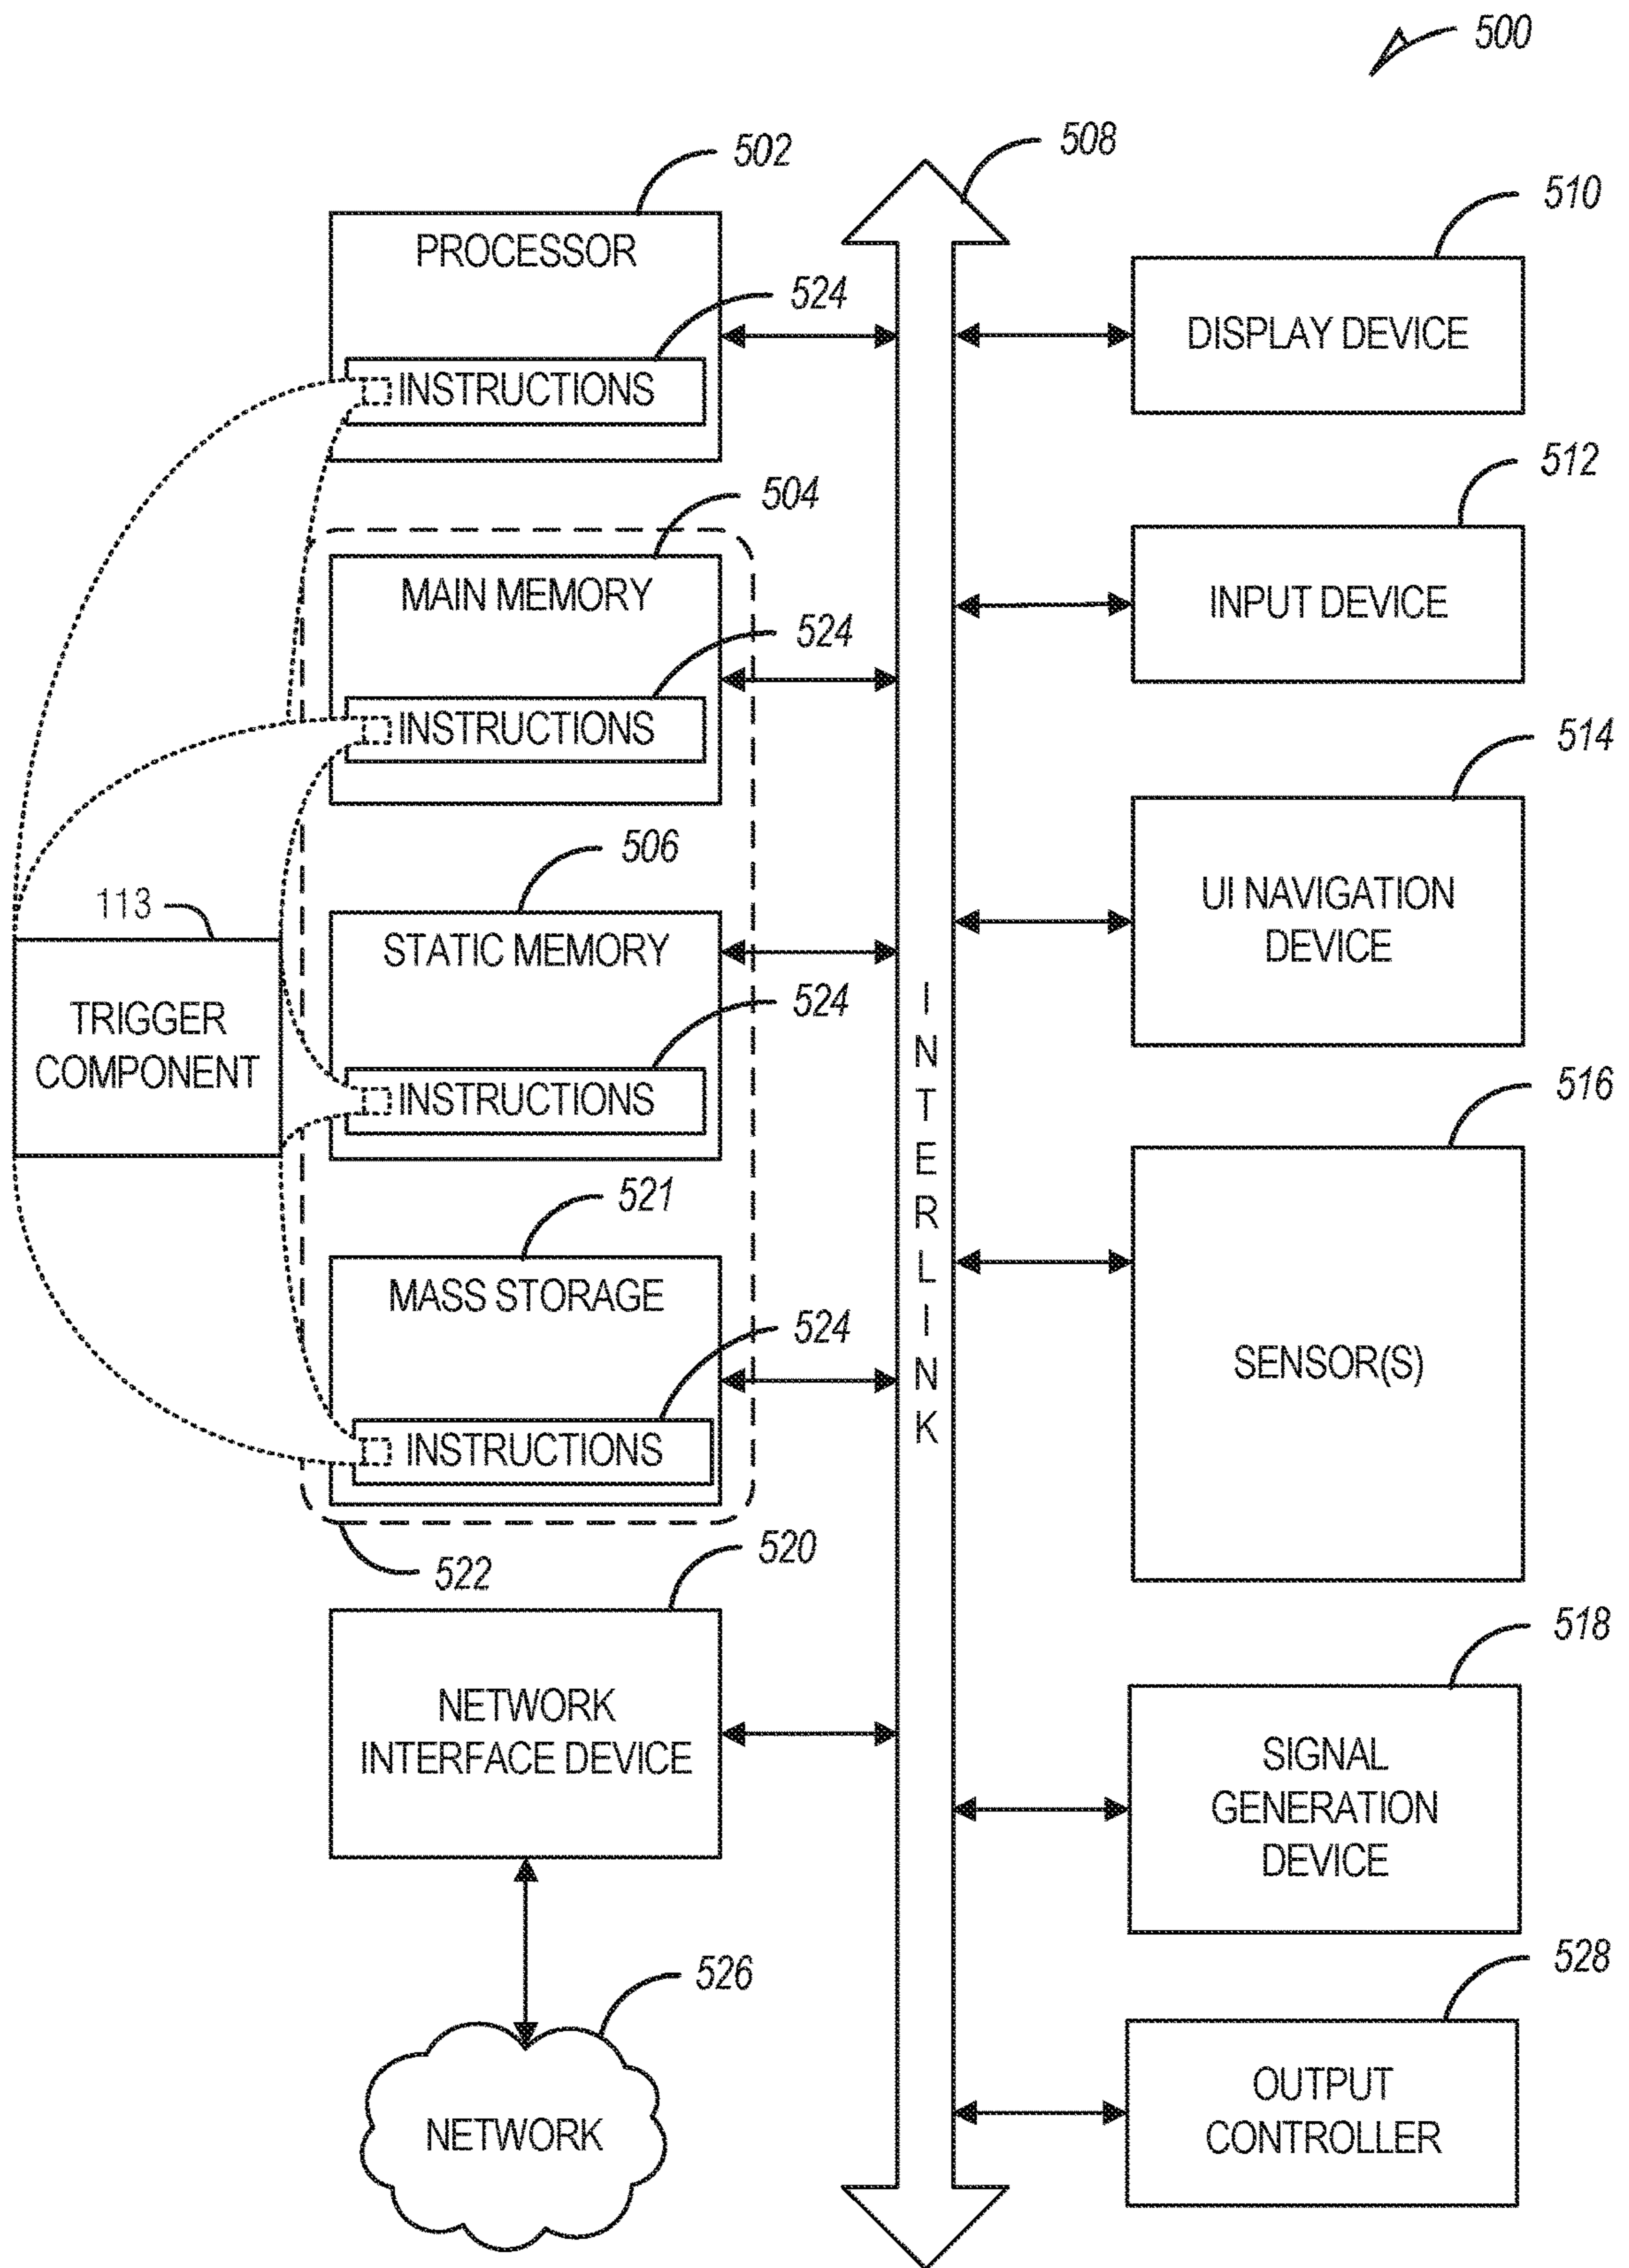 500
502
508
510
PROCESSOR
524
INSTRUCTIONS
DISPLAY DEVICE
504
512
MAIN MEMORY
524
INSTRUCTIONS
INPUT DEVICE
514
506
113
STATIC MEMORY
UI NAVIGATION
DEVICE
TRIGGER
COMPONENT
524
INSTRUCTIONS
INTERLINK
516
521
MASS STORAGE
524
INSTRUCTIONS
SENSOR(S)
522
520
NETWORK
INTERFACE DEVICE
518
SIGNAL
GENERATION
DEVICE
526
NETWORK
528
OUTPUT
CONTROLLER